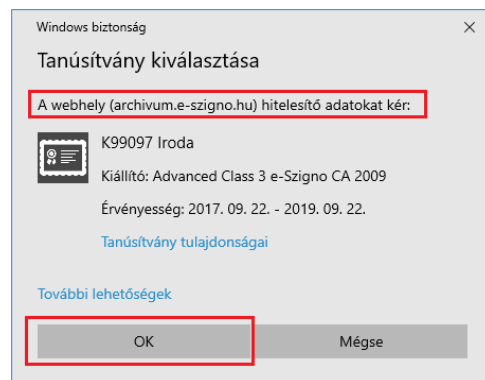 Windows biztonság
Tanúsítvány kiválasztása
A webhely (archivum.e-szigno.hu) hitelesítő adatokat kér:
K99097 Iroda
Kiállító: Advanced Class 3 e-Szigno CA 2009
Érvényesség: 2017. 09. 22. - 2019. 09. 22.
Tanúsítvány tulajdonságai
További lehetőségek
OK Mégse